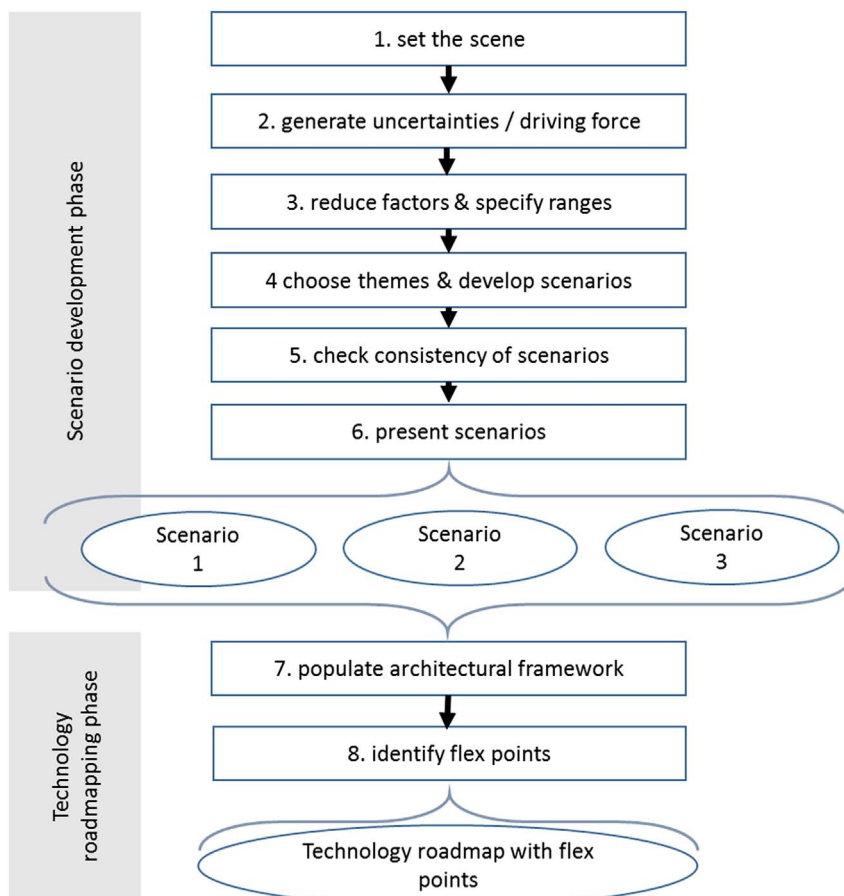 Scenario development phase
1. set the scene
2. generate uncertainties / driving force
3. reduce factors & specify ranges
4 choose themes & develop scenarios
5. check consistency of scenarios
6. present scenarios
Scenario
1
Scenario
2
Scenario
3
Technology
roadmapping phase
7. populate architectural framework
8. identify flex points
Technology roadmap with flex
points